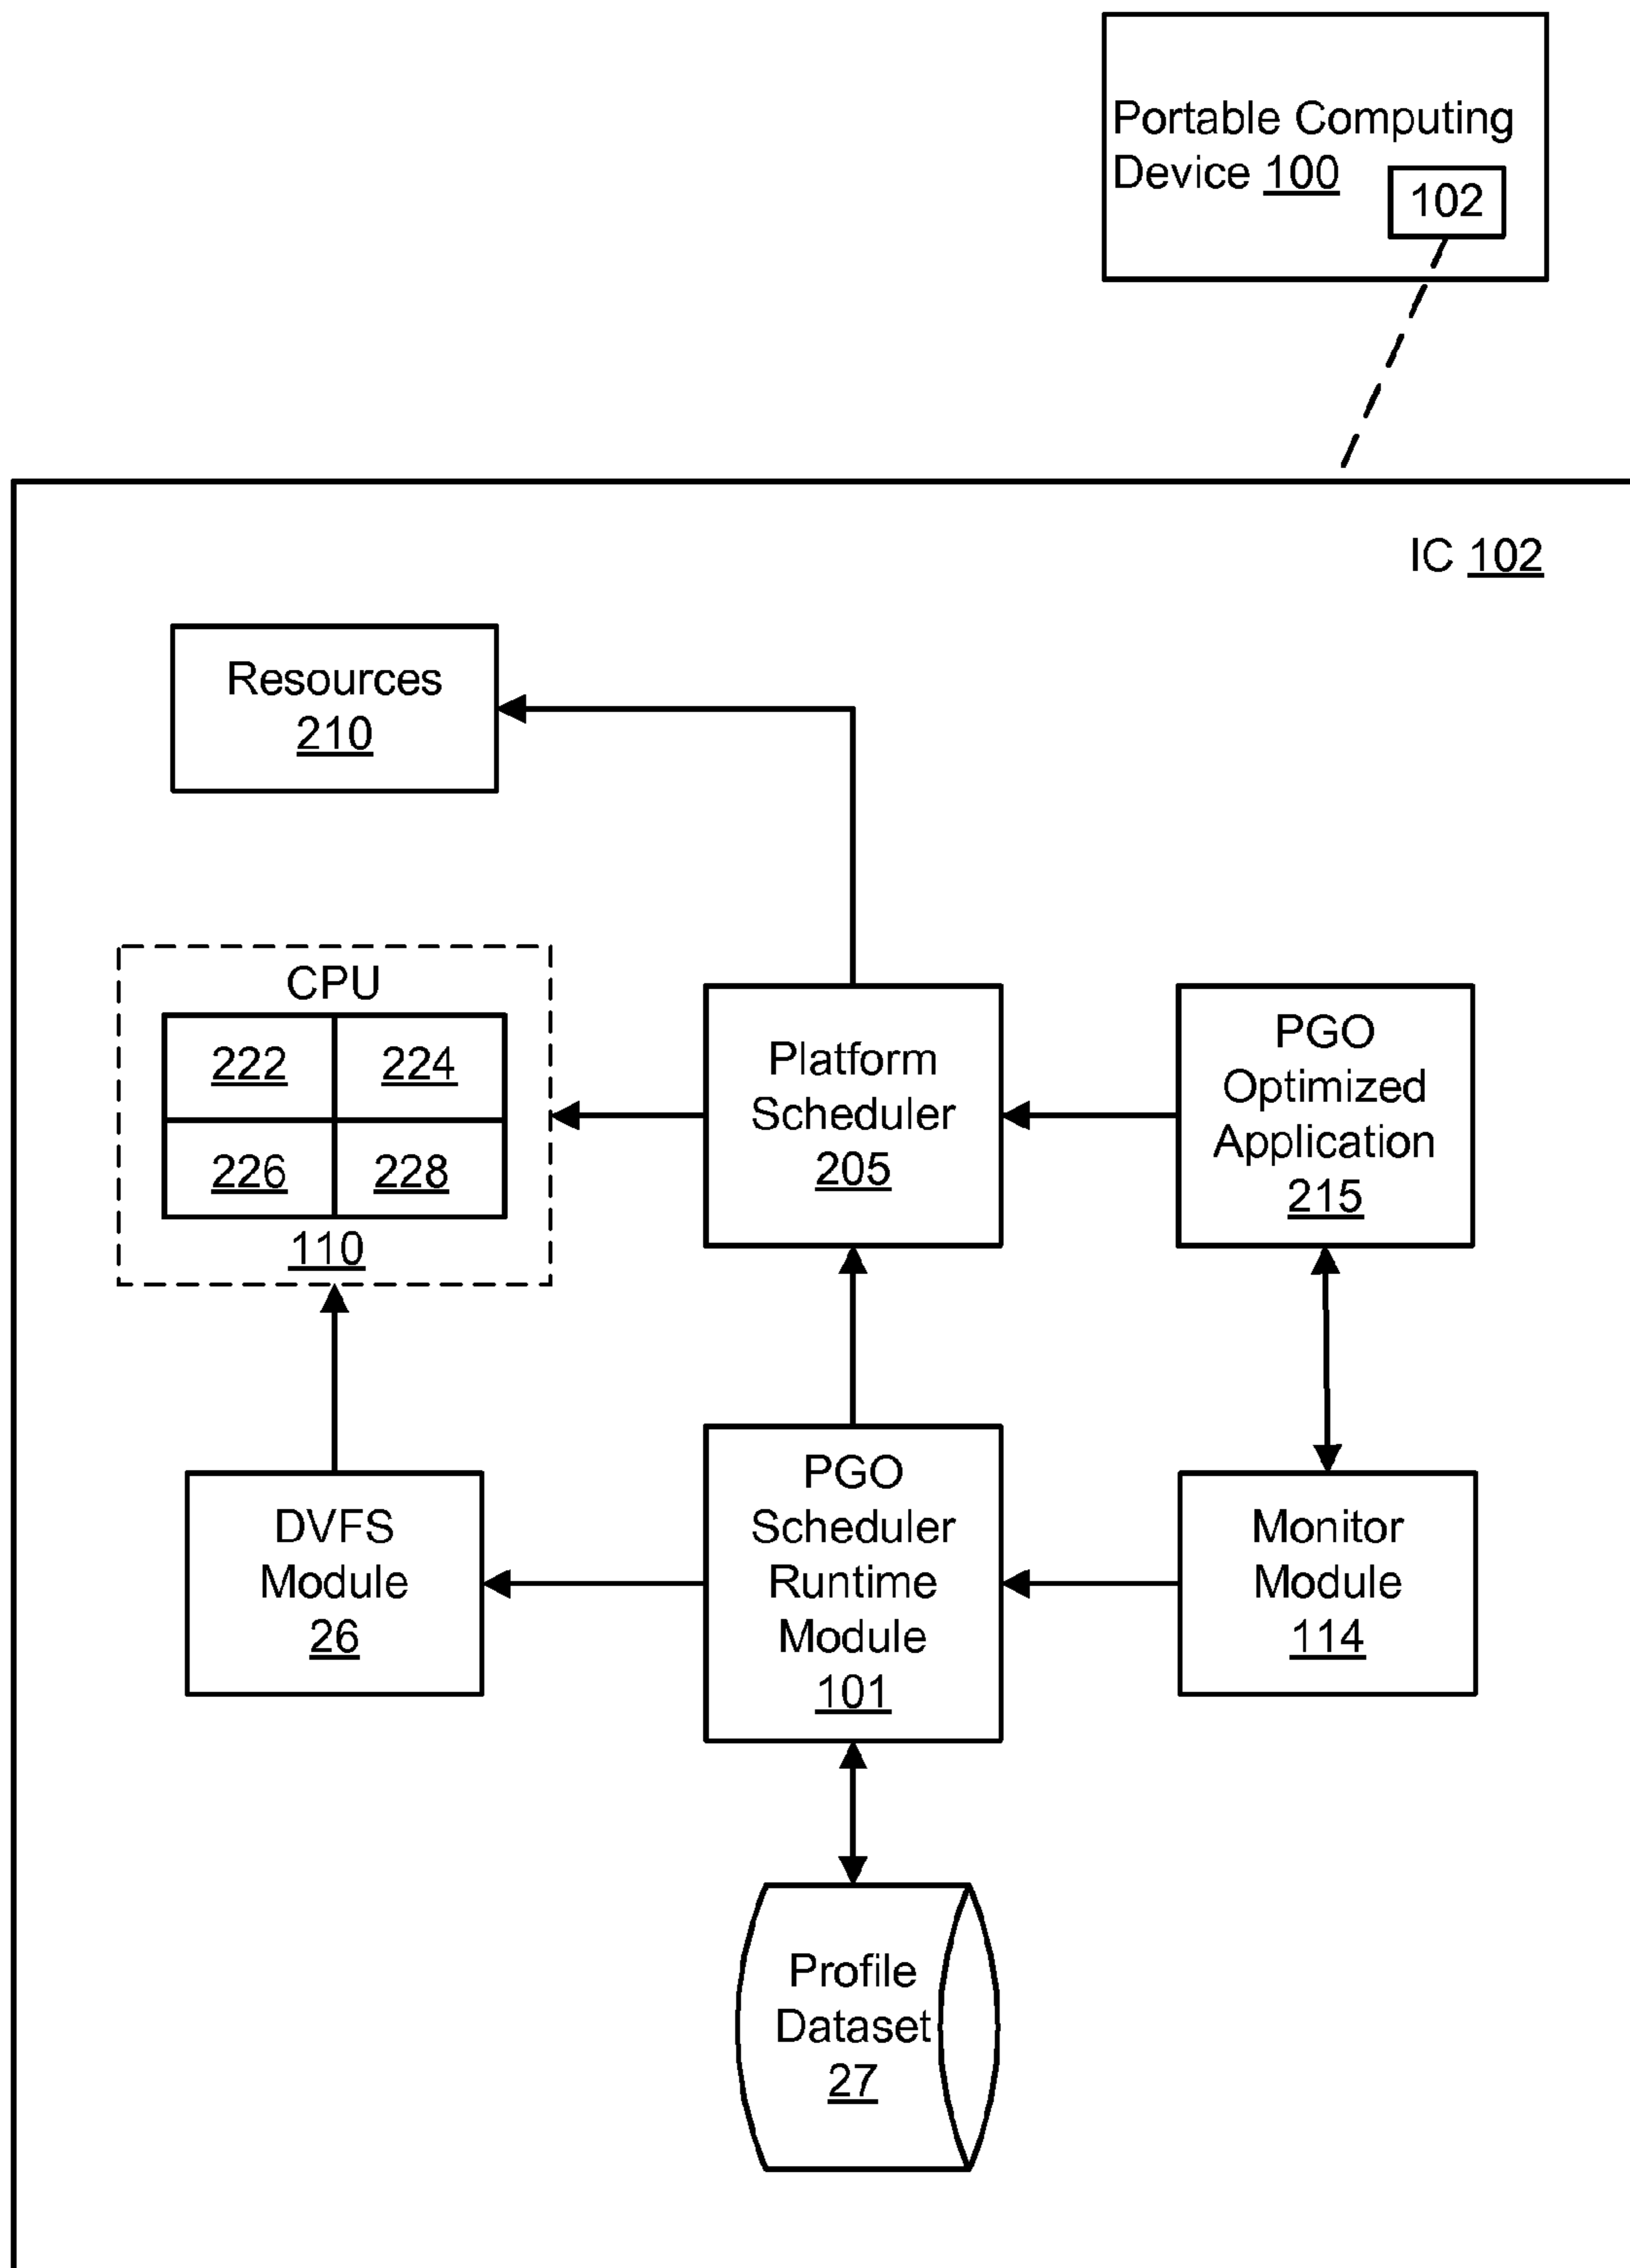 Portable Computing
Device 100
102
IC 102
Resources
210
CPU
222 224
226 228
110
Platform
Scheduler
205
PGO
Optimized
Application
215
DVFS
Module
26
PGO
Scheduler
Runtime
Module
101
Monitor
Module
114
Profile
Dataset
27